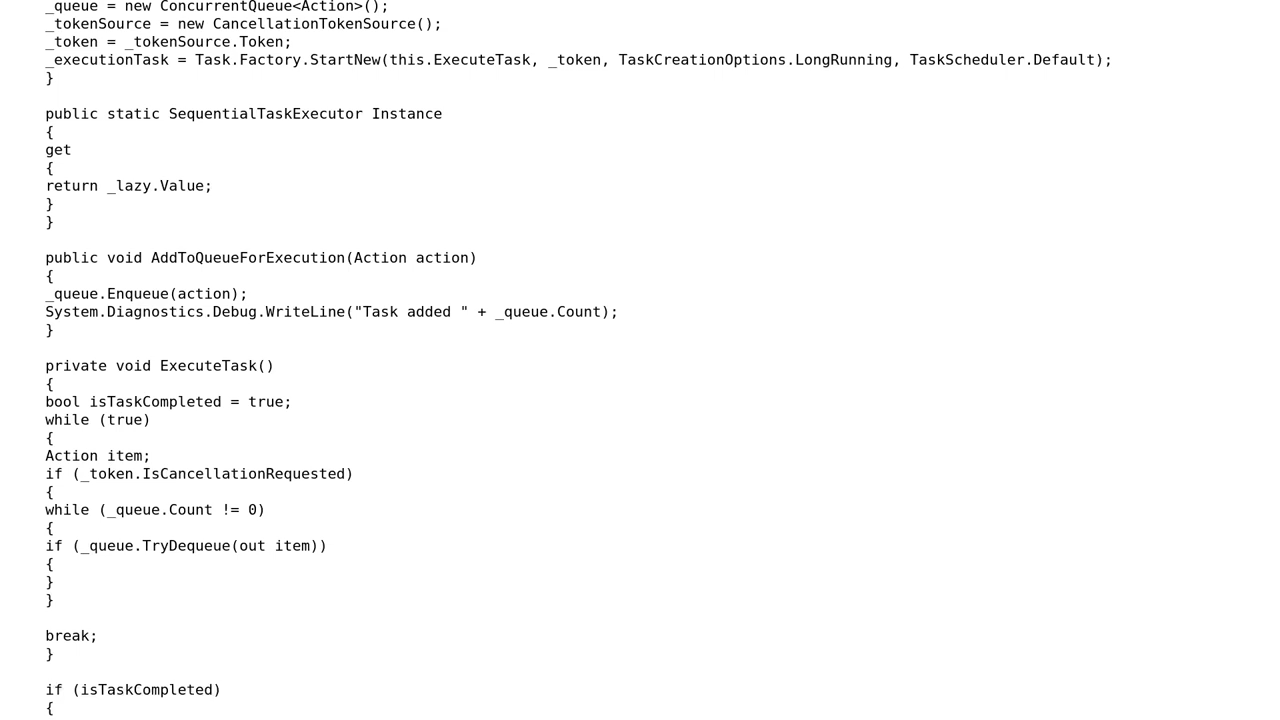 _queue = new ConcurrentQueue<Action>();
_tokenSource = new CancellationTokenSource();
_token = _tokenSource.Token;
_executionTask = Task.Factory.StartNew(this.ExecuteTask, _token, TaskCreationOptions.LongRunning, TaskScheduler.Default);
}

public static SequentialTaskExecutor Instance
{
get
{
return _lazy.Value;
}
}

public void AddToQueueForExecution(Action action)
{
_queue.Enqueue(action);
System.Diagnostics.Debug.WriteLine("Task added " + _queue.Count);
}

private void ExecuteTask()
{
bool isTaskCompleted = true;
while (true)
{
Action item;
if (_token.IsCancellationRequested)
{
while (_queue.Count != 0)
{
if (_queue.TryDequeue(out item))
{
}
}

break;
}

if (isTaskCompleted)
{